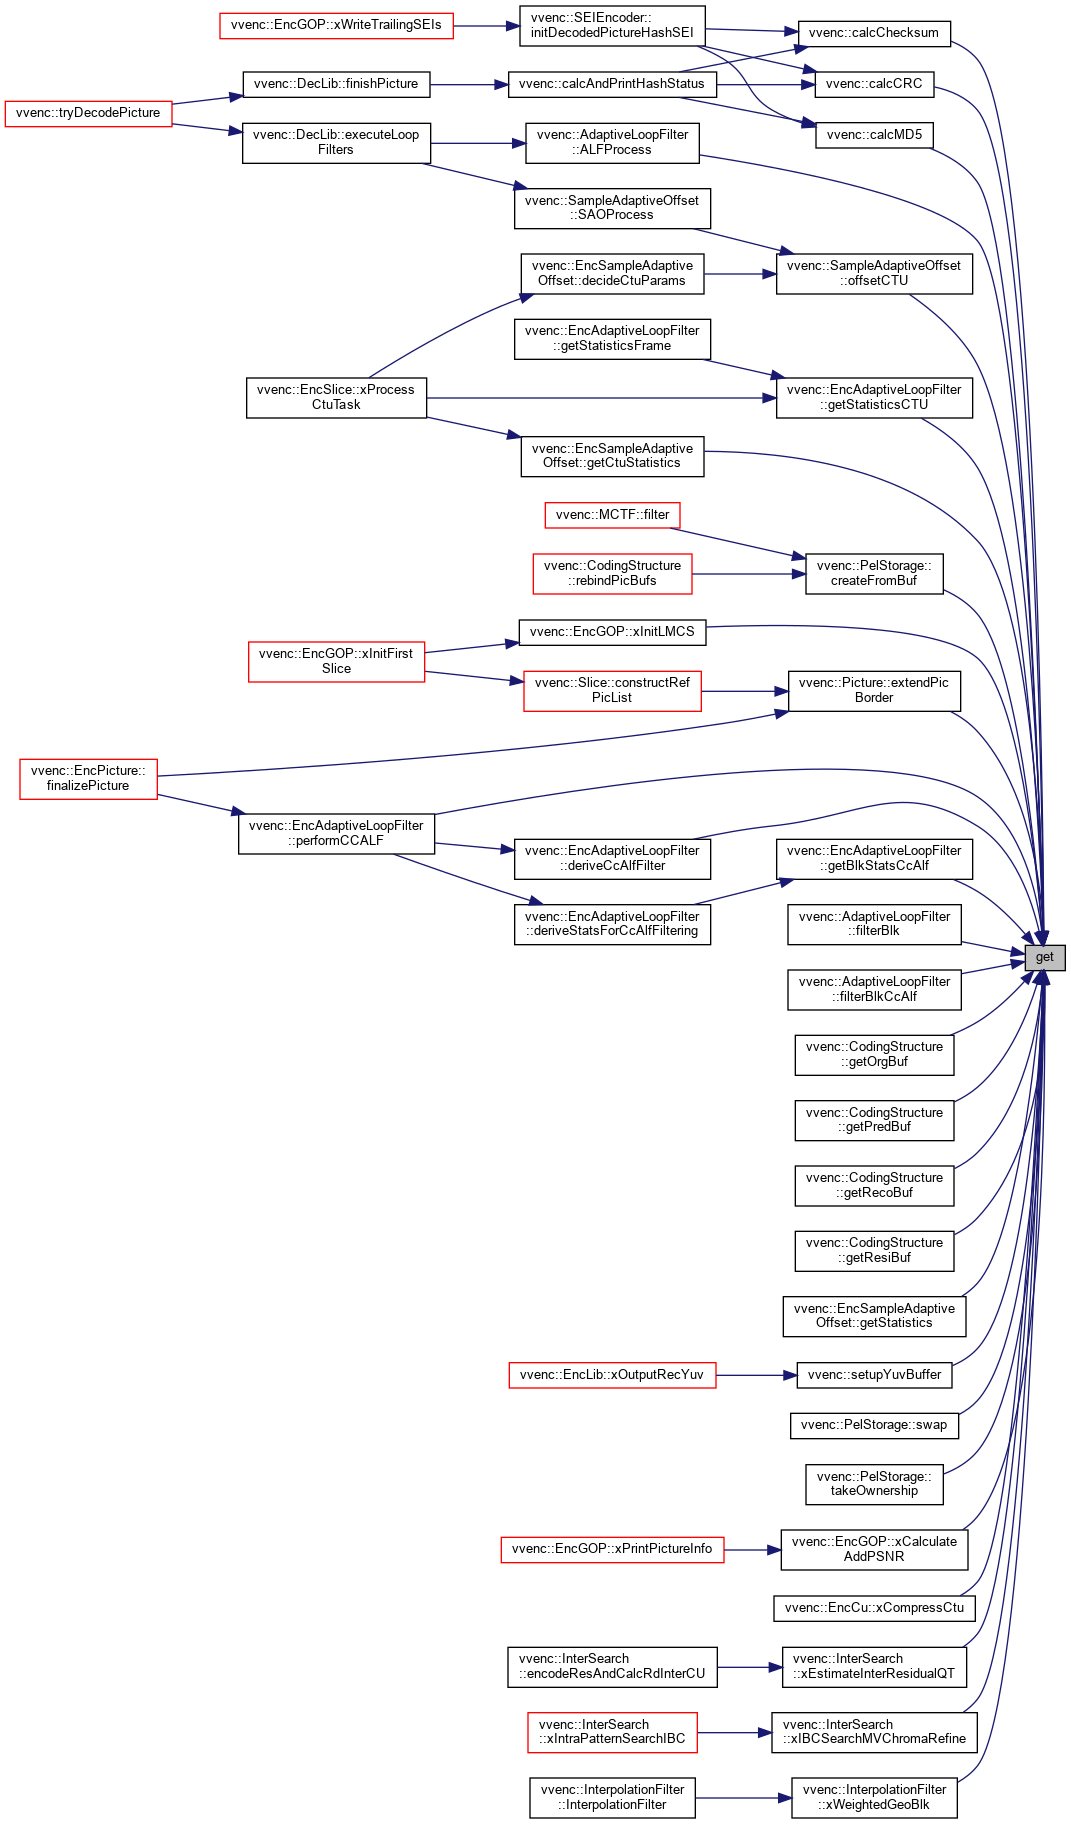 vvenc::EncGOP::xWriteTrailingSEIs
vvenc::SEIEncoder::
initDecodedPictureHashSEI
vvenc::calcChecksum
vvenc::DecLib::finishPicture
vvenc::calcAndPrintHashStatus
vvenc::calcCRC
vvenc::tryDecodePicture
vvenc::DecLib::executeLoop
Filters
vvenc::AdaptiveLoopFilter
::ALFProcess
vvenc::calcMD5
vvenc::SampleAdaptiveOffset
::SAOProcess
vvenc::EncSampleAdaptive
Offset::decideCtuParams
vvenc::SampleAdaptiveOffset
::offsetCTU
vvenc::EncAdaptiveLoopFilter
::getStatisticsFrame
vvenc::EncSlice::xProcess
CtuTask
vvenc::EncAdaptiveLoopFilter
::getStatisticsCTU
vvenc::EncSampleAdaptive
Offset::getCtuStatistics
vvenc::MCTF::filter
vvenc::CodingStructure
::rebindPicBufs
vvenc::PelStorage::
createFromBuf
vvenc::EncGOP::xInitLMCS
vvenc::EncGOP::xInitFirst
Slice
vvenc::Slice::constructRef
PicList
vvenc::Picture::extendPic
Border
vvenc::EncPicture::
finalizePicture
vvenc::EncAdaptiveLoopFilter
::performCCALF
vvenc::EncAdaptiveLoopFilter
::deriveCcAlfFilter
vvenc::EncAdaptiveLoopFilter
::getBlkStatsCcAlf
vvenc::EncAdaptiveLoopFilter
::deriveStatsForCcAlfFiltering
vvenc::AdaptiveLoopFilter
::filterBlk
get
vvenc::AdaptiveLoopFilter
::filterBlkCcAlf
vvenc::CodingStructure
::getOrgBuf
vvenc::CodingStructure
::getPredBuf
vvenc::CodingStructure
::getRecoBuf
vvenc::CodingStructure
::getResiBuf
vvenc::EncSampleAdaptive
Offset::getStatistics
vvenc::EncLib::xOutputRecYuv
vvenc::setupYuvBuffer
vvenc::PelStorage::swap
vvenc::PelStorage::
takeOwnership
vvenc::EncGOP::xPrintPictureInfo
vvenc::EncGOP::xCalculate
AddPSNR
vvenc::EncCu::xCompressCtu
vvenc::InterSearch
::encodeResAndCalcRdInterCU
vvenc::InterSearch
::xEstimateInterResidualQT
vvenc::InterSearch
::xIntraPatternSearchIBC
vvenc::InterSearch
::xIBCSearchMVChromaRefine
vvenc::InterpolationFilter
::InterpolationFilter
vvenc::InterpolationFilter
::xWeightedGeoBlk